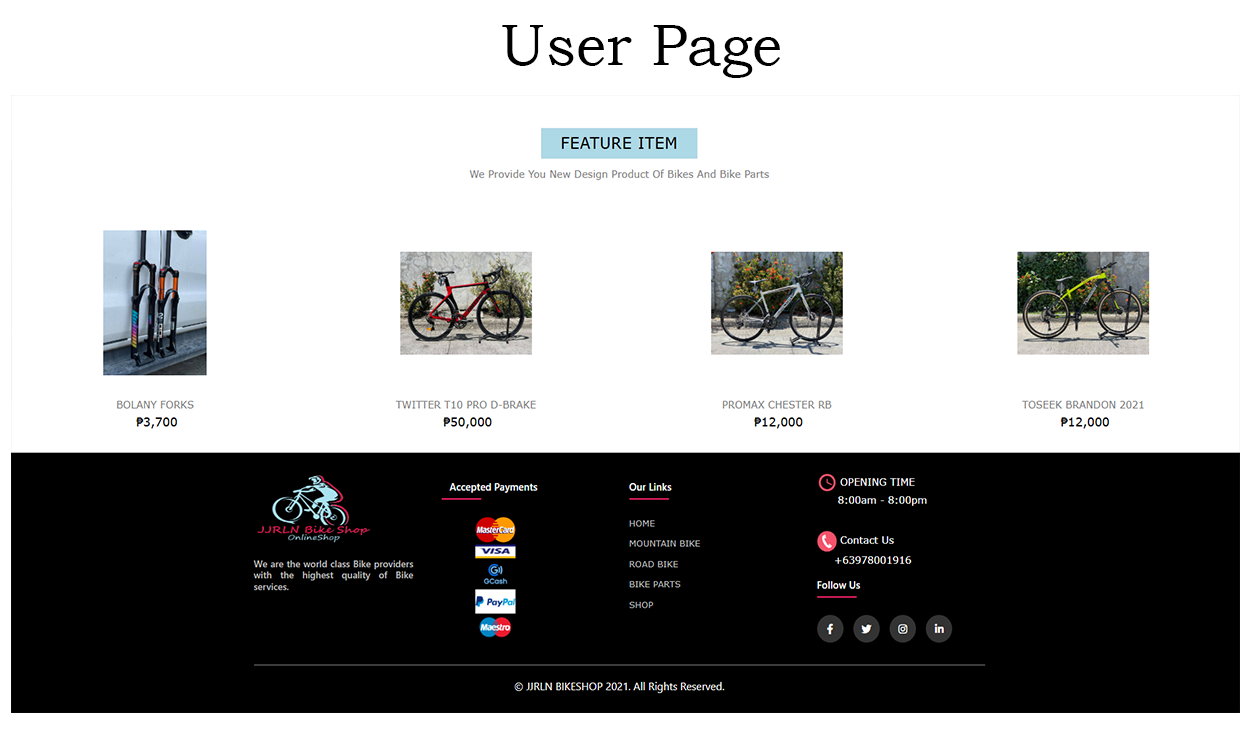 User Page
FEATURE ITEM
We Provide You New Design Product Of Bikes And Bike Parts
BOLANY FORKS
₱3,700
TWITTER T10 PRO D-BRAKE
₱50,000
PROMAX CHESTER RB
₱12,000
TOSEEK BRANDON 2021
₱12,000
JJRLN Bike Shop
OnlineShop
We are the world class Bike providers
with the highest quality of Bike
services.
Accepted Payments
MasterCard
VISA
GCash
PayPal
Maestro
Our Links
HOME
MOUNTAIN BIKE
ROAD BIKE
BIKE PARTS
SHOP
OPENING TIME
8:00am - 8:00pm
Contact Us
+63978001916
Follow Us
© JJRLN BIKESHOP 2021. All Rights Reserved.